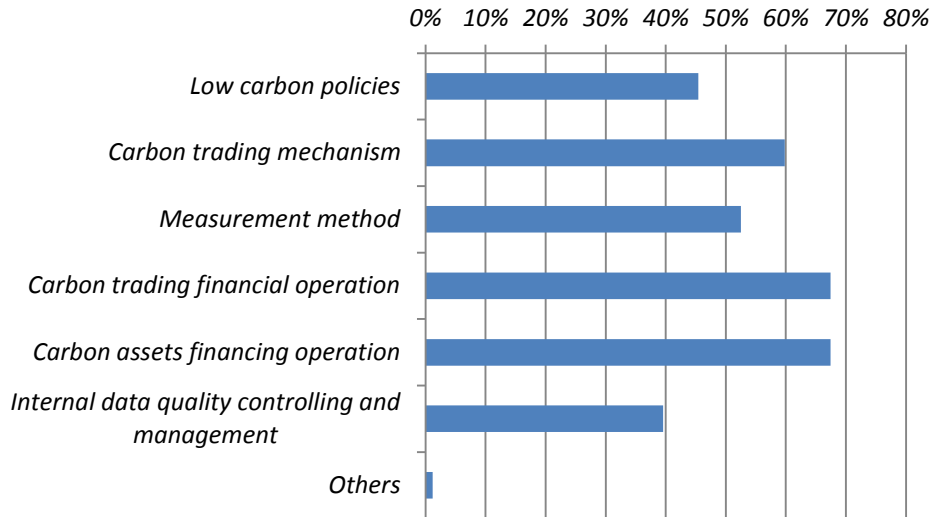 0% 10% 20% 30% 40% 50% 60% 70% 80%
Low carbon policies
Carbon trading mechanism
Measurement method
Carbon trading financial operation
Carbon assets financing operation
Internal data quality controlling and
management
Others